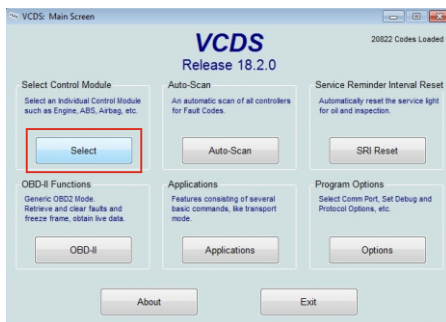 VCDS: Main Screen
VCDS
Release 18.2.0
20822 Codes Loaded
Select Control Module
Select an Individual Control Module
such as Engine, ABS, Airbag, etc.
Select
Auto-Scan
An automatic scan of all controllers
for Fault Codes.
Auto-Scan
Service Reminder Interval Reset
Automatically reset the service light
for oil and inspection.
SRI Reset
OBD-II Functions
Generic OBD2 Mode.
Retrieve and clear faults and
freeze frame, obtain live data.
OBD-II
Applications
Features consisting of several
basic commands, like transport
mode.
Applications
Program Options
Select Comm Port, Set Debug and
Protocol Options, etc.
Options
About
Exit